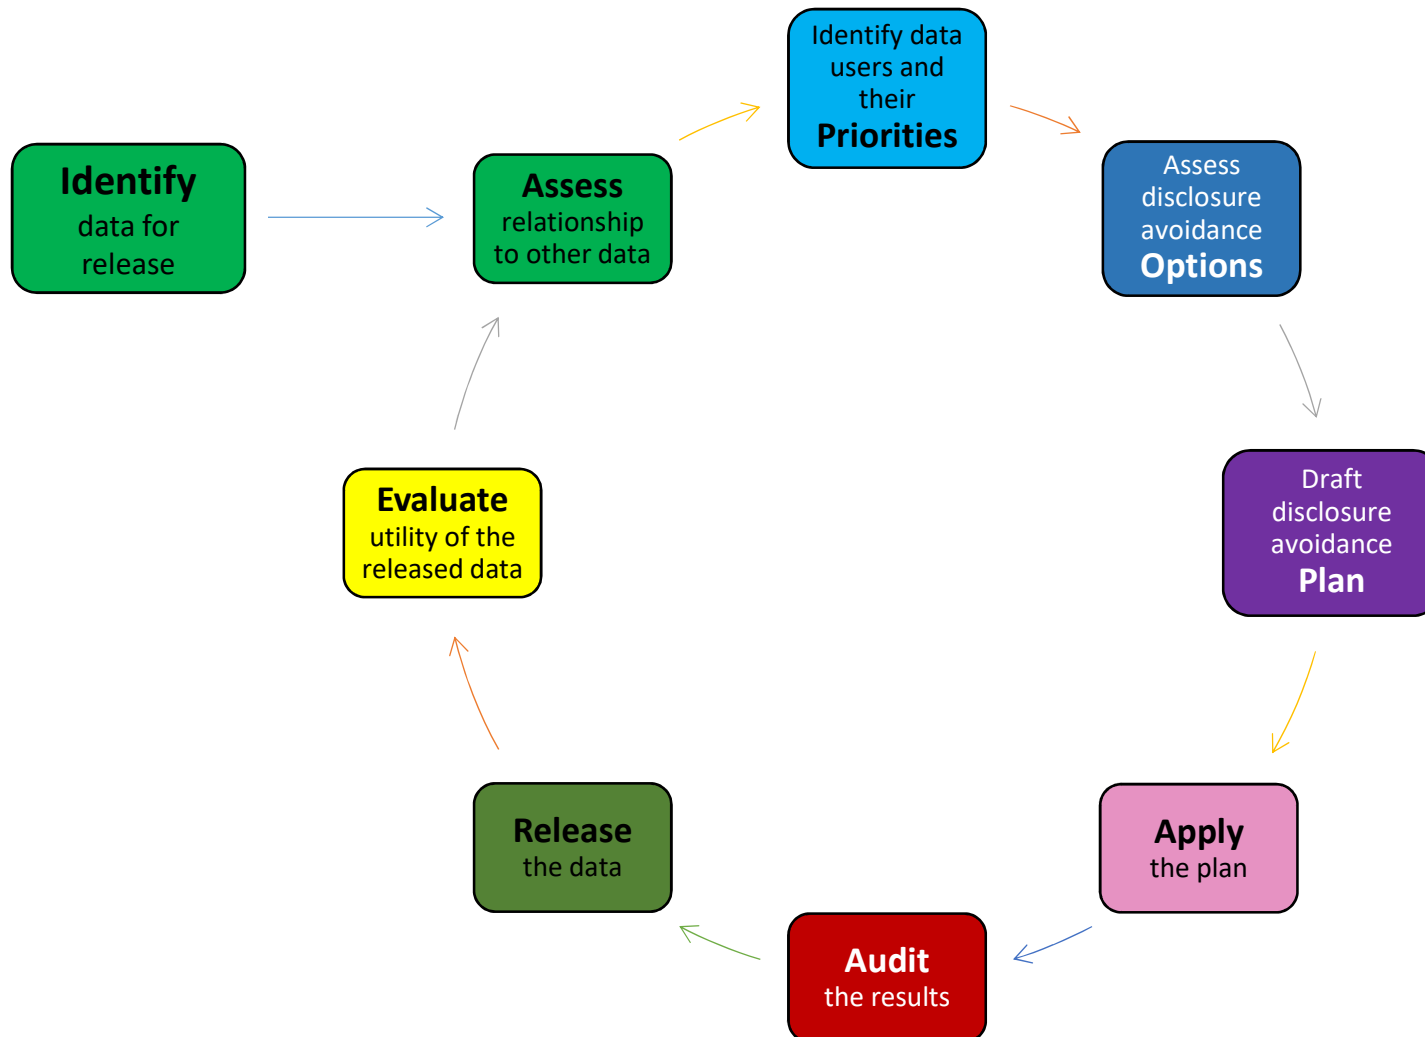 Identify
data for
release
Assess
relationship
to other data
Identify data
users and
their
Priorities
Assess
disclosure
avoidance
Options
Draft
disclosure
avoidance
Plan
Apply
the plan
Audit
the results
Release
the data
Evaluate
utility of the
released data